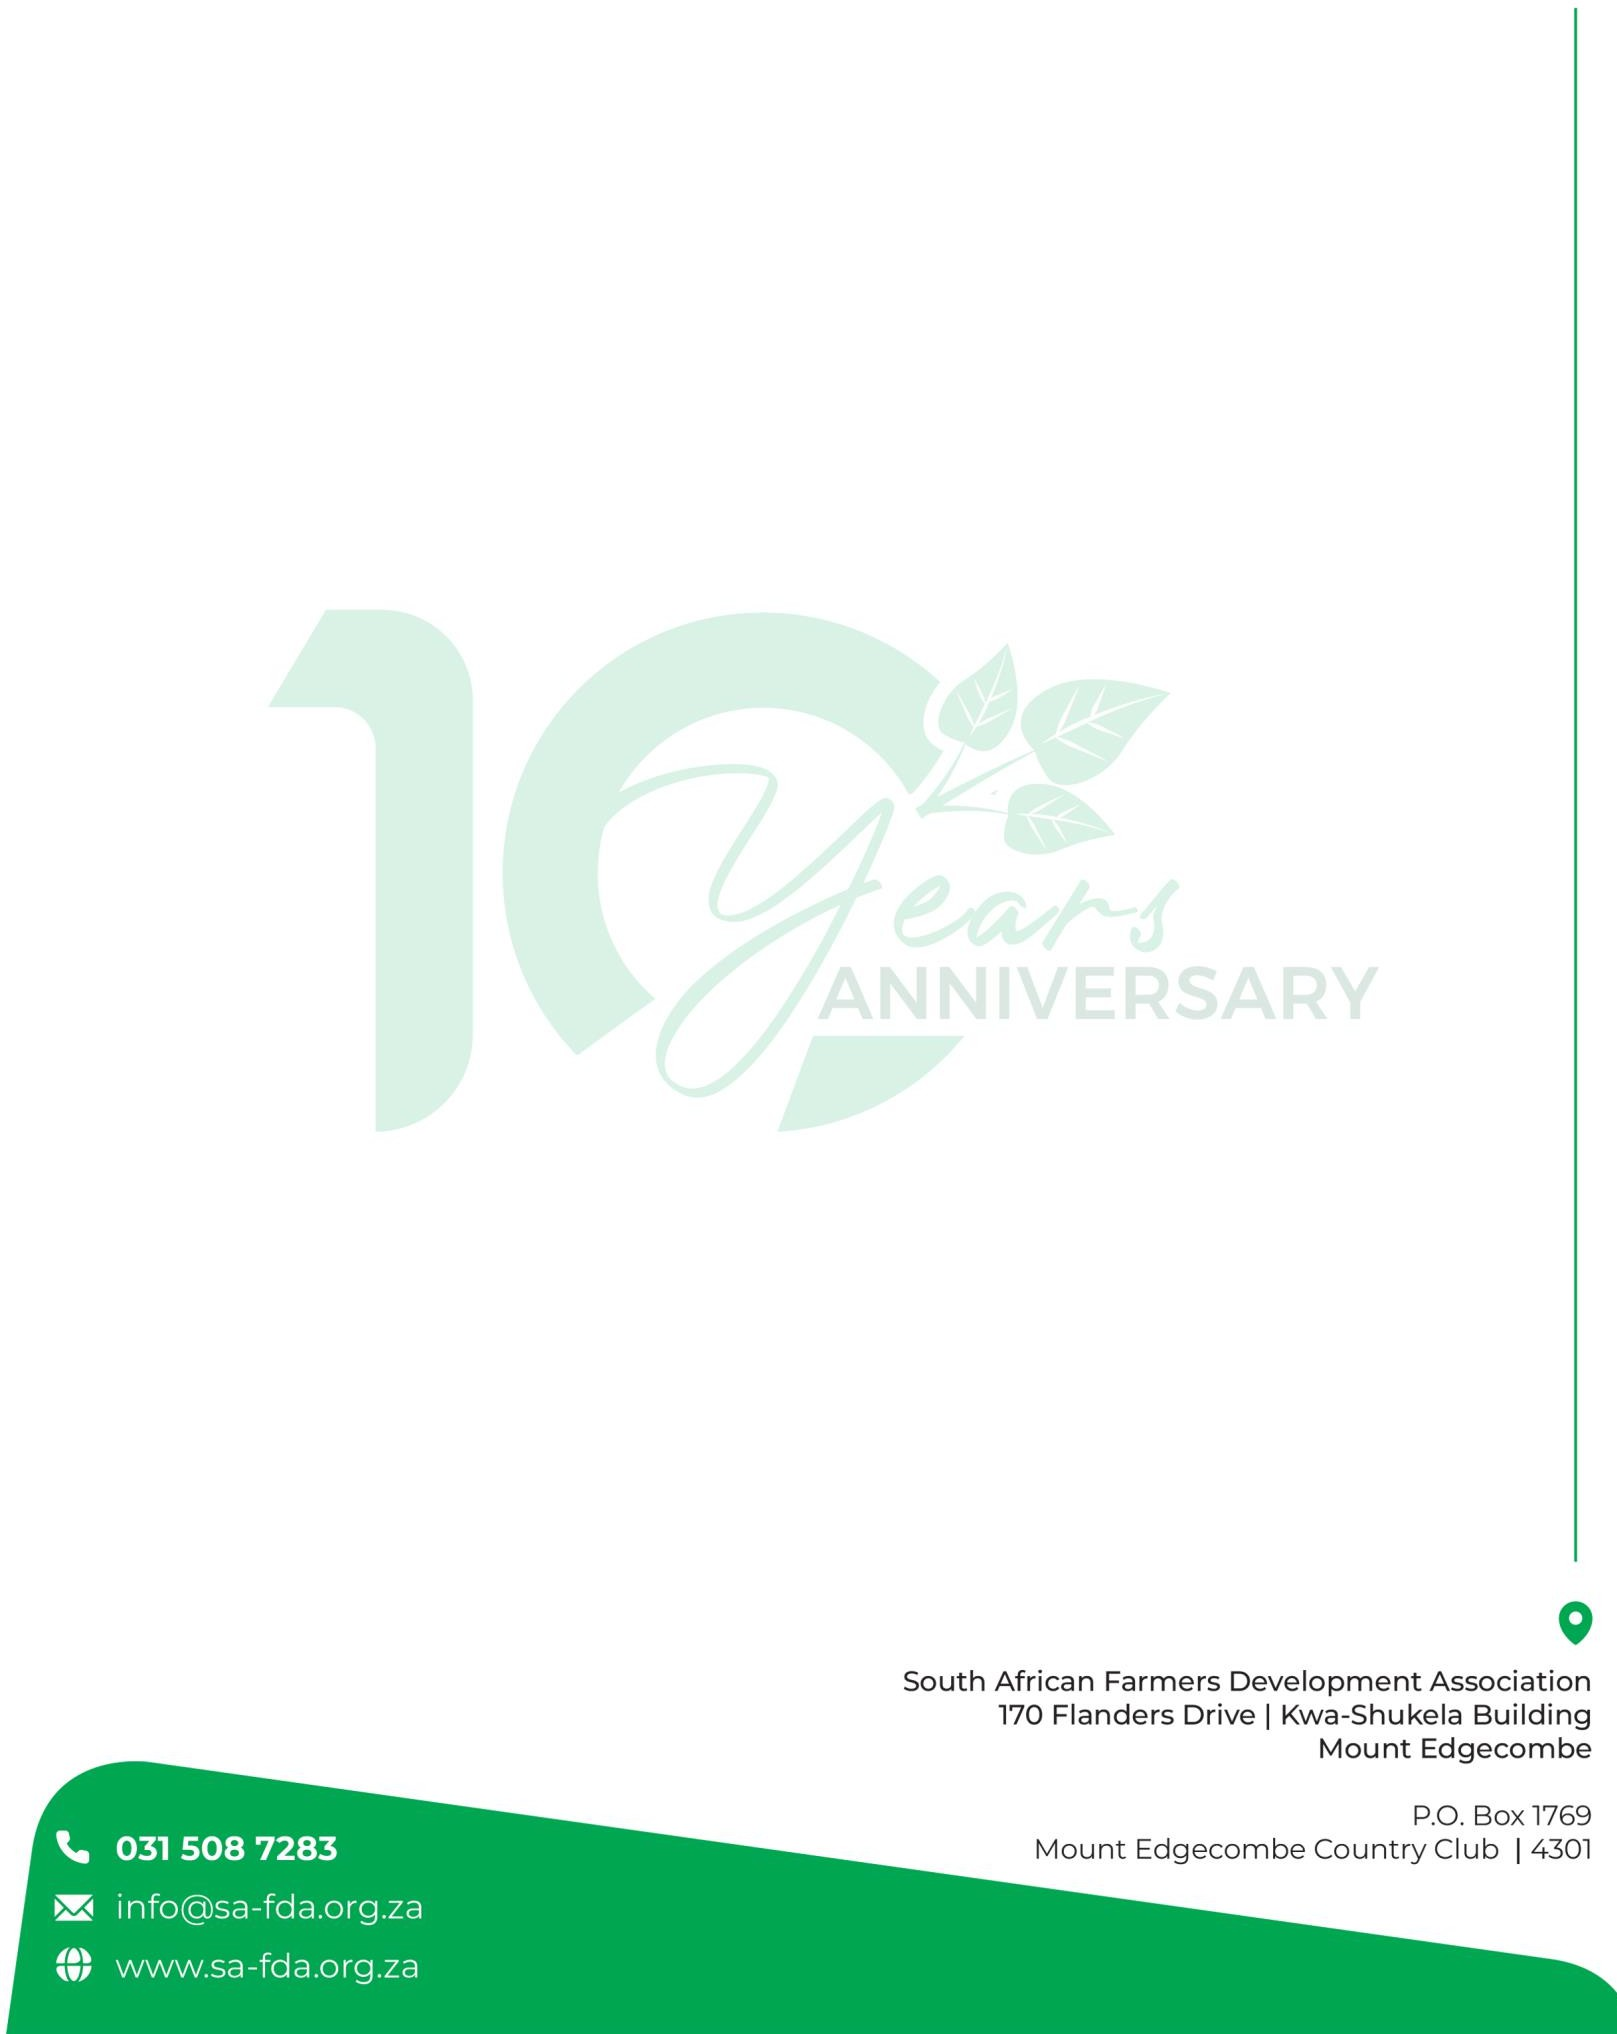 10
Years
ANNIVERSARY
South African Farmers Development Association
170 Flanders Drive | Kwa-Shukela Building
Mount Edgecombe
P.O. Box 1769
Mount Edgecombe Country Club | 4301
031 508 7283
info@sa-fda.org.za
www.sa-fda.org.za